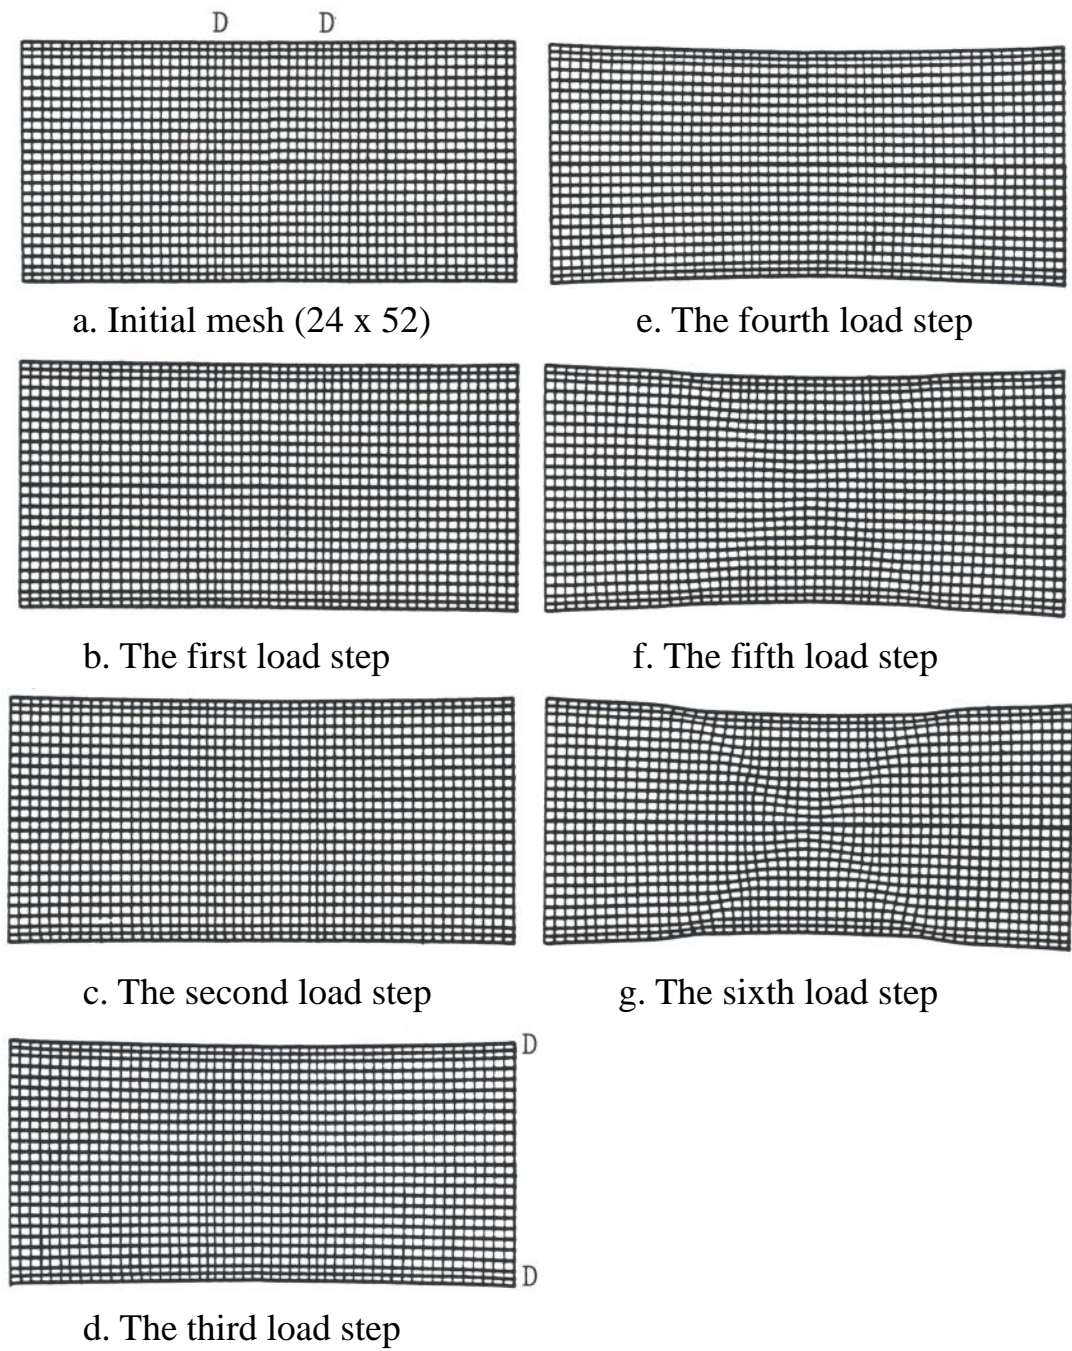 D D
a. Initial mesh (24 x 52)
e. The fourth load step
b. The first load step
f. The fifth load step
c. The second load step
g. The sixth load step
D
D
d. The third load step